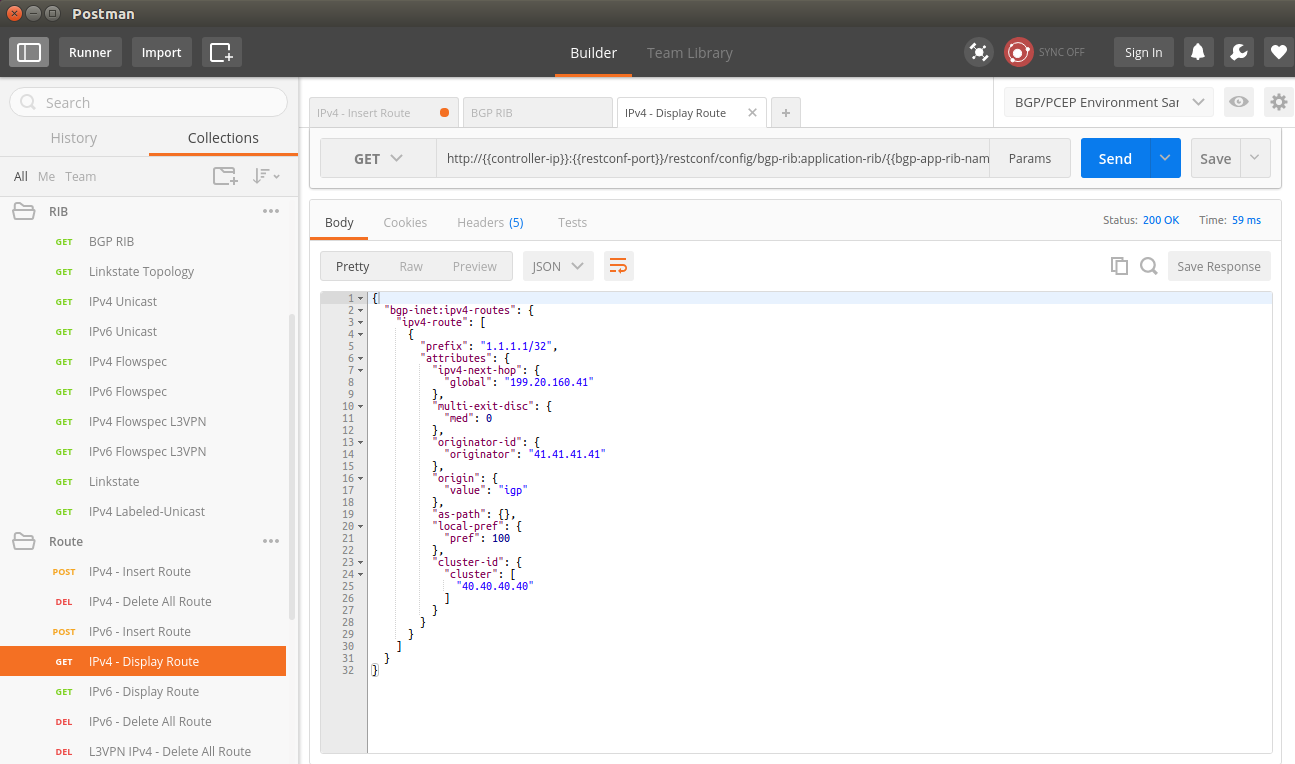 Postman
Runner
Import
Builder
Team Library
SYNC OFF
Sign In
Search
History
Collections
All Me Team
RIB
GET BGP RIB
GET Linkstate Topology
GET IPv4 Unicast
GET IPv6 Unicast
GET IPv4 Flowspec
GET IPv6 Flowspec
GET IPv4 Flowspec L3VPN
GET IPv6 Flowspec L3VPN
GET Linkstate
GET IPv4 Labeled-Unicast
Route
POST IPv4 - Insert Route
DEL IPv4 - Delete All Route
POST IPv6 - Insert Route
GET IPv4 - Display Route
GET IPv6 - Display Route
DEL IPv6 - Delete All Route
DEL L3VPN IPv4 - Delete All Route
IPv4 - Insert Route
BGP RIB
IPv4 - Display Route
BGP/PCEP Environment Sar
GET
http://{{controller-ip}}:{{restconf-port}}/restconf/config/bgp-rib:application-rib/{{bgp-app-rib-nam
Params
Send
Save
Body
Cookies
Headers (5)
Tests
Status: 200 OK
Time: 59 ms
Pretty
Raw
Preview
JSON
Save Response
1 {
2 "bgp-inet:ipv4-routes": {
3 "ipv4-route": [
4 {
5 "prefix": "1.1.1.1/32",
6 "attributes": {
7 "ipv4-next-hop": {
8 "global": "199.20.160.41"
9 },
10 "multi-exit-disc": {
11 "med": 0
12 },
13 "originator-id": {
14 "originator": "41.41.41.41"
15 },
16 "origin": {
17 "value": "igp"
18 },
19 "as-path": {},
20 "local-pref": {
21 "pref": 100
22 },
23 "cluster-id": {
24 "cluster": [
25 "40.40.40.40"
26 ]
27 }
28 }
29 }
30 ]
31 }
32 }